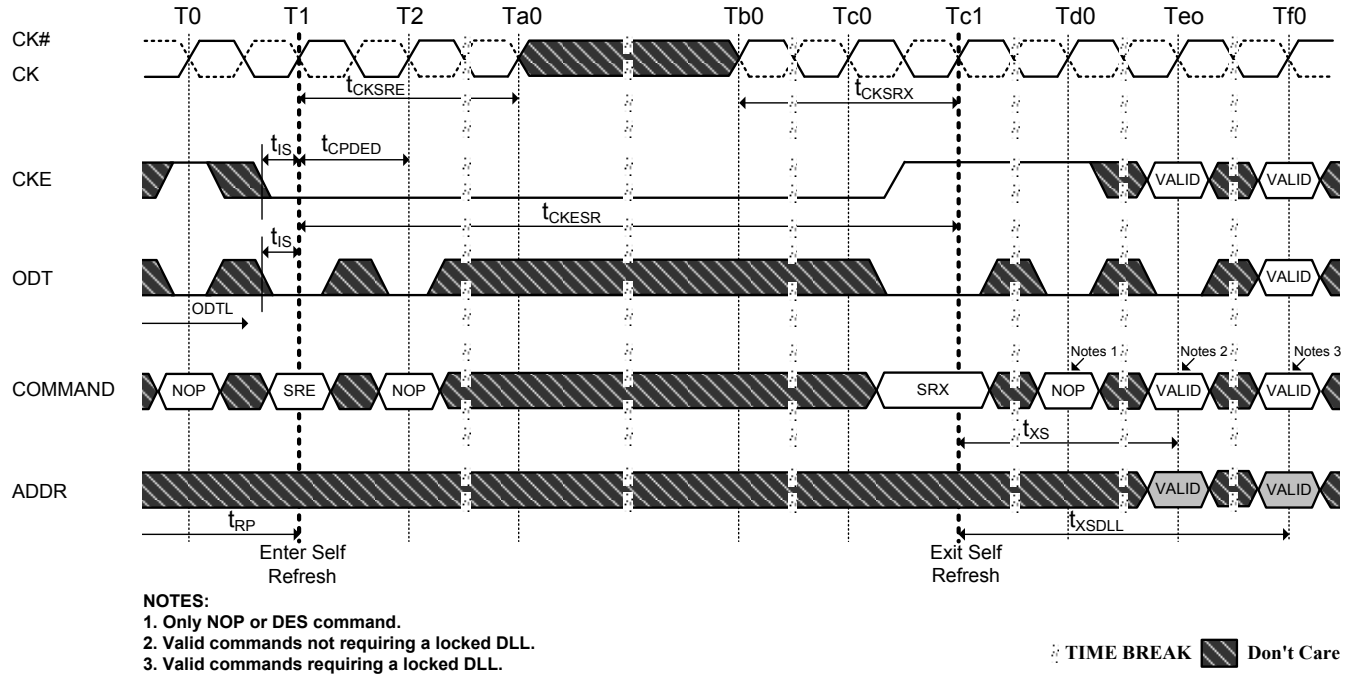 T0 T1 T2 Ta0 Tb0 Tc0 Tc1 Td0 Teo Tf0
CK#
CK
tCKSRE tCKSRX
tIS tCPDED
CKE VALID VALID
tCKESR
tIS
ODT VALID
ODTL
Notes 1 Notes 2 Notes 3
COMMAND NOP SRE NOP SRX NOP VALID VALID
tXS
ADDR VALID VALID
tRP tXSDLL
Enter Self Exit Self
Refresh Refresh
NOTES:
1. Only NOP or DES command.
2. Valid commands not requiring a locked DLL.
3. Valid commands requiring a locked DLL.
TIME BREAK Don't Care